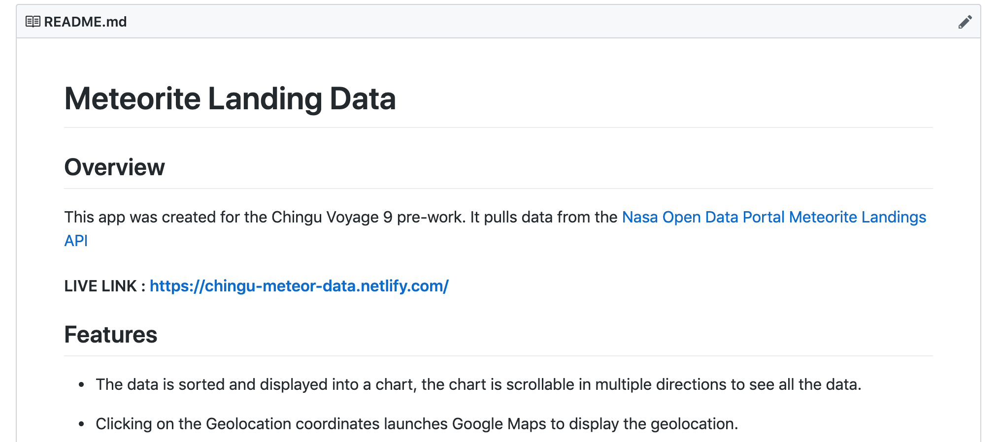 README.md
Meteorite Landing Data
Overview
This app was created for the Chingu Voyage 9 pre-work. It pulls data from the Nasa Open Data Portal Meteorite Landings
API
LIVE LINK : https://chingu-meteor-data.netlify.com/
Features
• The data is sorted and displayed into a chart, the chart is scrollable in multiple directions to see all the data.
• Clicking on the Geolocation coordinates launches Google Maps to display the geolocation.